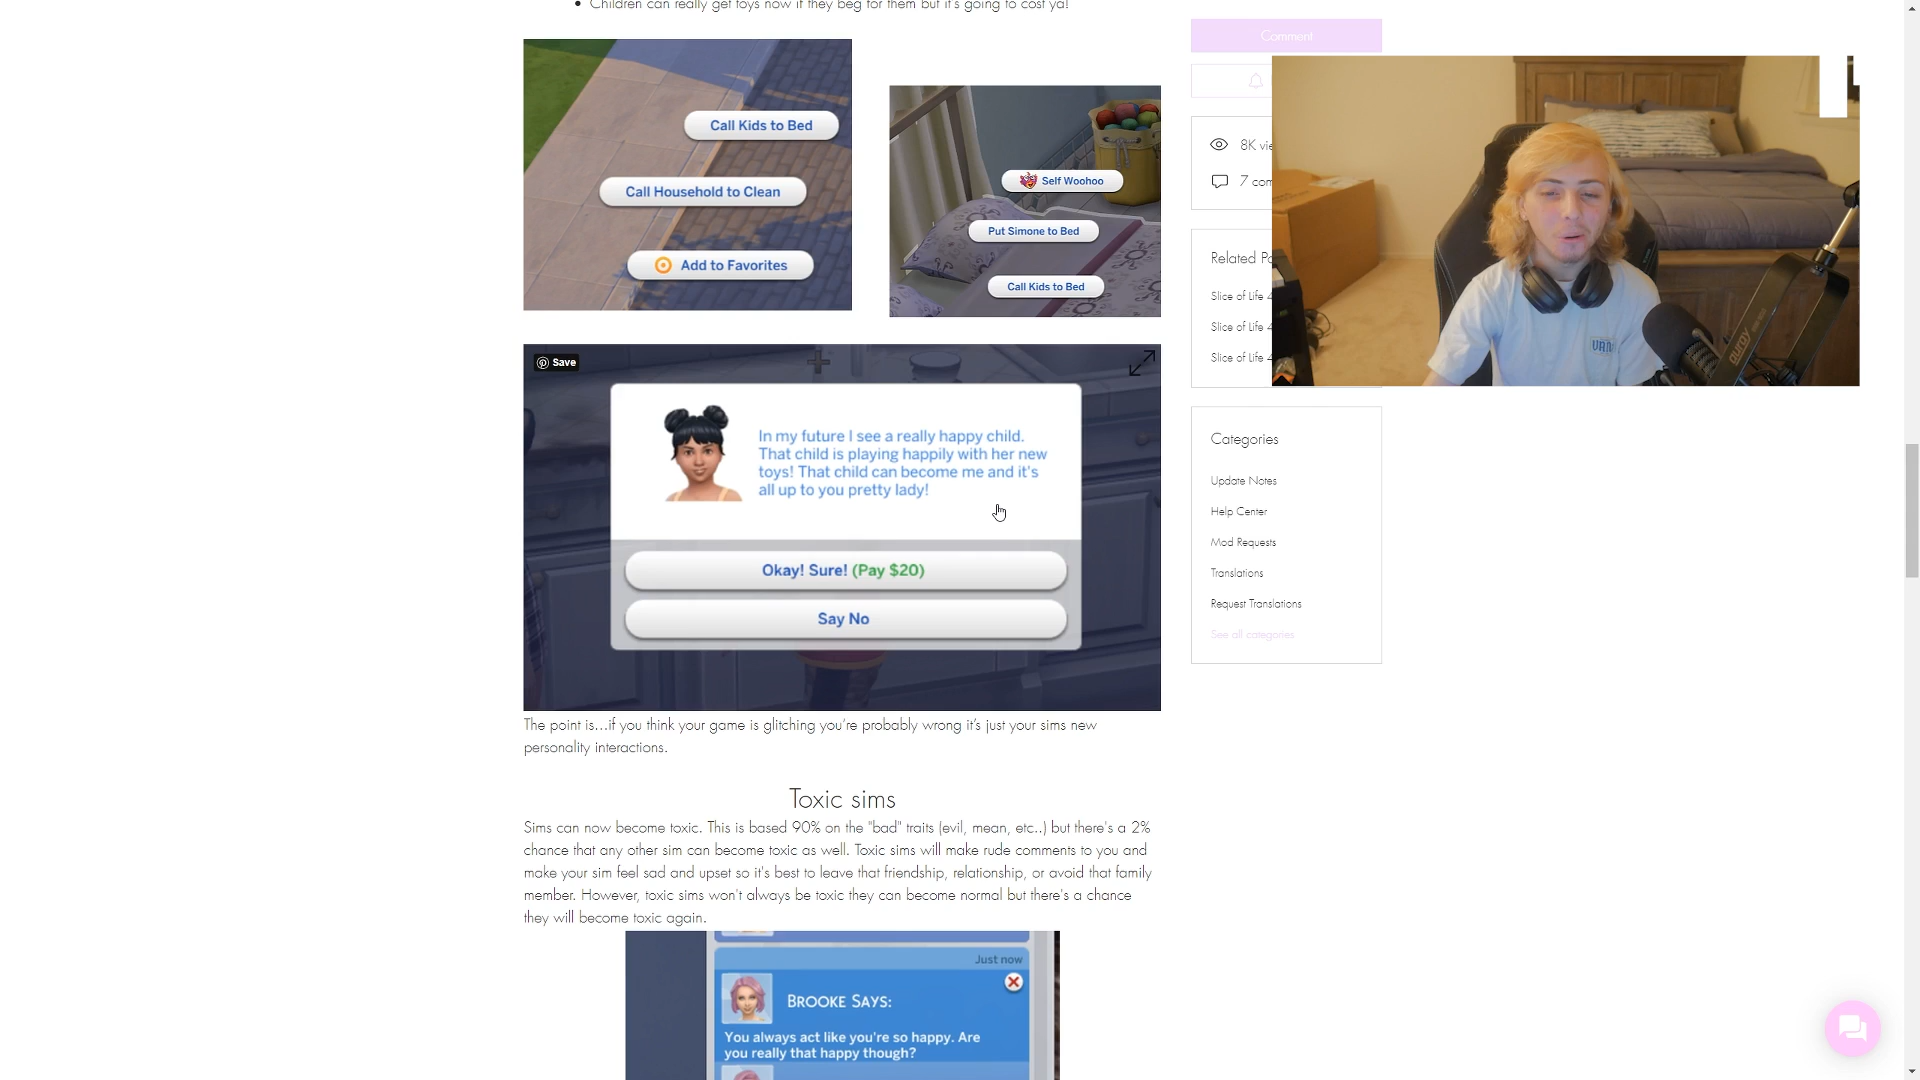 Children can really get toys now if they beg for them but it's going to cost ya!
Call Kids to Bed
Call Household to Clean
Add to Favorites
Self Woohoo
Put Simone to Bed
Call Kids to Bed
Save
In my future I see a really happy child.
That child is playing happily with her new
toys! That child can become me and it's
all up to you pretty lady!
Okay! Sure! (Pay $20)
Say No
The point is...if you think your game is glitching you're probably wrong it's just your sims new
personality interactions.
Toxic sims
Sims can now become toxic. This is based 90% on the "bad" traits (evil, mean, etc..) but there's a 2%
chance that any other sim can become toxic as well. Toxic sims will make rude comments to you and
make your sim feel sad and upset so it's best to leave that friendship, relationship, or avoid that family
member. However, toxic sims won't always be toxic they can become normal but there's a chance
they will become toxic again.
Just now
BROOKE SAYS:
You always act like you're so happy. Are
you really that happy though?
Comment
8K
7
Related
Slice of Life
Slice of Life
Slice of Life
Categories
Update Notes
Help Center
Mod Requests
Translations
Request Translations
See all categories